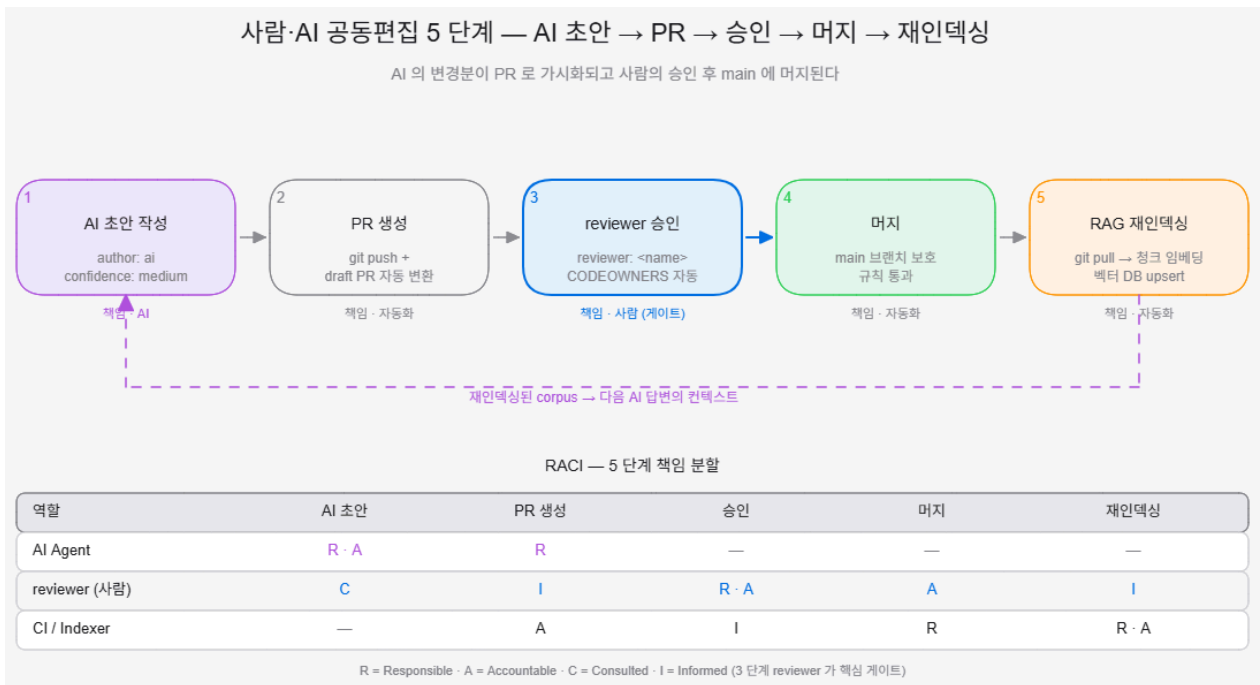 사람·AI 공동편집 5 단계 — AI 초안 → PR → 승인 → 머지 → 재인덱싱
AI 의 변경분이 PR 로 가시화되고 사람의 승인 후 main 에 머지된다
1
AI 초안 작성
author: ai
confidence: medium
책임 · AI
2
PR 생성
git push +
draft PR 자동 변환
책임 · 자동화
3
reviewer 승인
reviewer: <name>
CODEOWNERS 자동
책임 · 사람 (게이트)
4
머지
main 브랜치 보호
규칙 통과
책임 · 자동화
5
RAG 재인덱싱
git pull → 청크 임베딩
벡터 DB upsert
책임 · 자동화
재인덱싱된 corpus → 다음 AI 답변의 컨텍스트
RACI — 5 단계 책임 분할
역할 AI 초안 PR 생성 승인 머지 재인덱싱
AI Agent R · A R — — —
reviewer (사람) C I R · A A I
CI / Indexer — A I R R · A
R = Responsible · A = Accountable · C = Consulted · I = Informed (3 단계 reviewer 가 핵심 게이트)